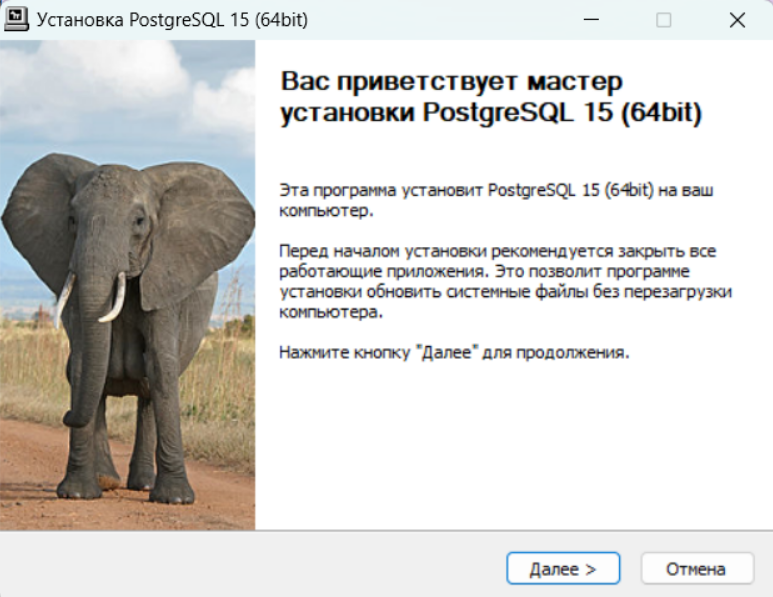 Установка PostgreSQL 15 (64bit)
Вас приветствует мастер
установки PostgreSQL 15 (64bit)
Эта программа установит PostgreSQL 15 (64bit) на ваш
компьютер.
Перед началом установки рекомендуется закрыть все
работающие приложения. Это позволит программе
установки обновить системные файлы без перезагрузки
компьютера.
Нажмите кнопку "Далее" для продолжения.
Далее >
Отмена